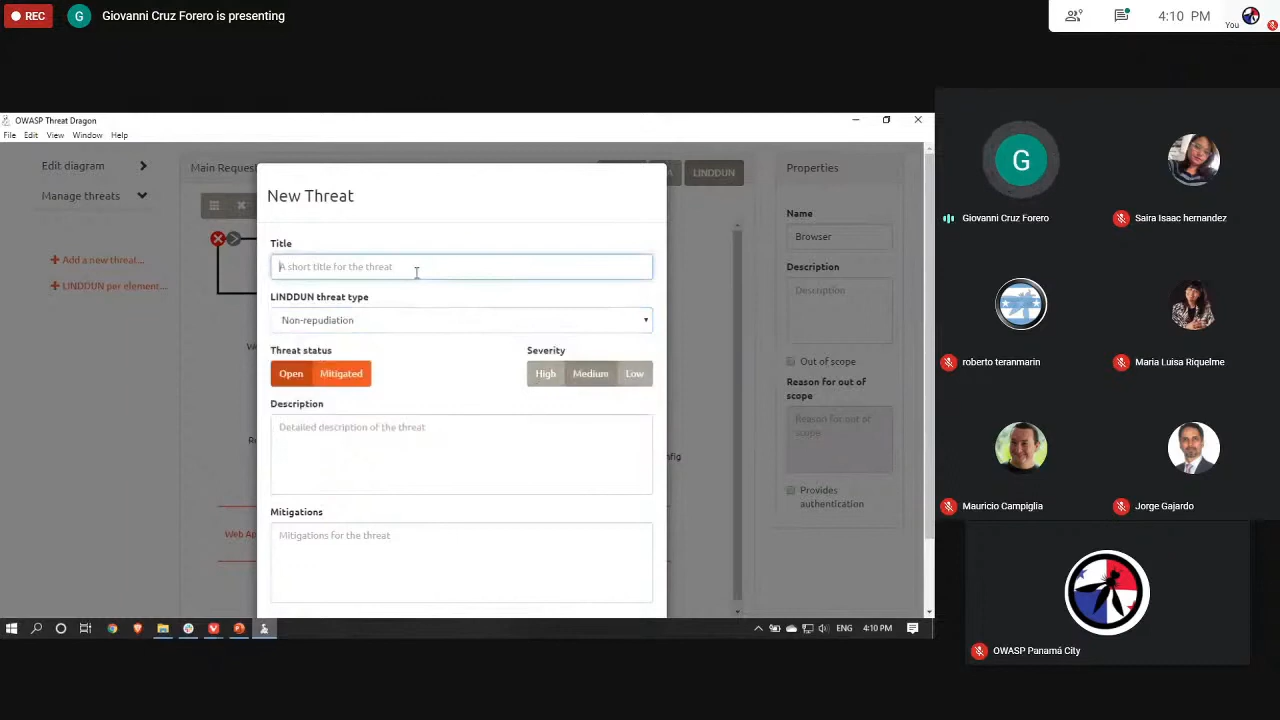 REC
G
Giovanni Cruz Forero is presenting
9
4:10 PM
You
OWASP Threat Dragon
File Edit View Window Help
Edit diagram
Manage threats
+ Add a new threat...
+ LINDDUN per element....
Main Request
A
LINDDUN
New Threat
Title
A short title for the threat
LINDDUN threat type
Non-repudiation
Threat status
Open
Mitigated
Severity
High
Medium
Low
Description
Detailed description of the threat
Mitigations
Mitigations for the threat
Web Ap
fig
Properties
Name
Browser
Description
Description
Out of scope
Reason for out of
scope
Reason for out of
scope
Provides
authentication
ENG
4:10 PM
G
Giovanni Cruz Forero
Saira Isaac hernandez
roberto teranmarin
Maria Luisa Riquelme
Mauricio Campiglia
Jorge Gajardo
OWASP Panamá City